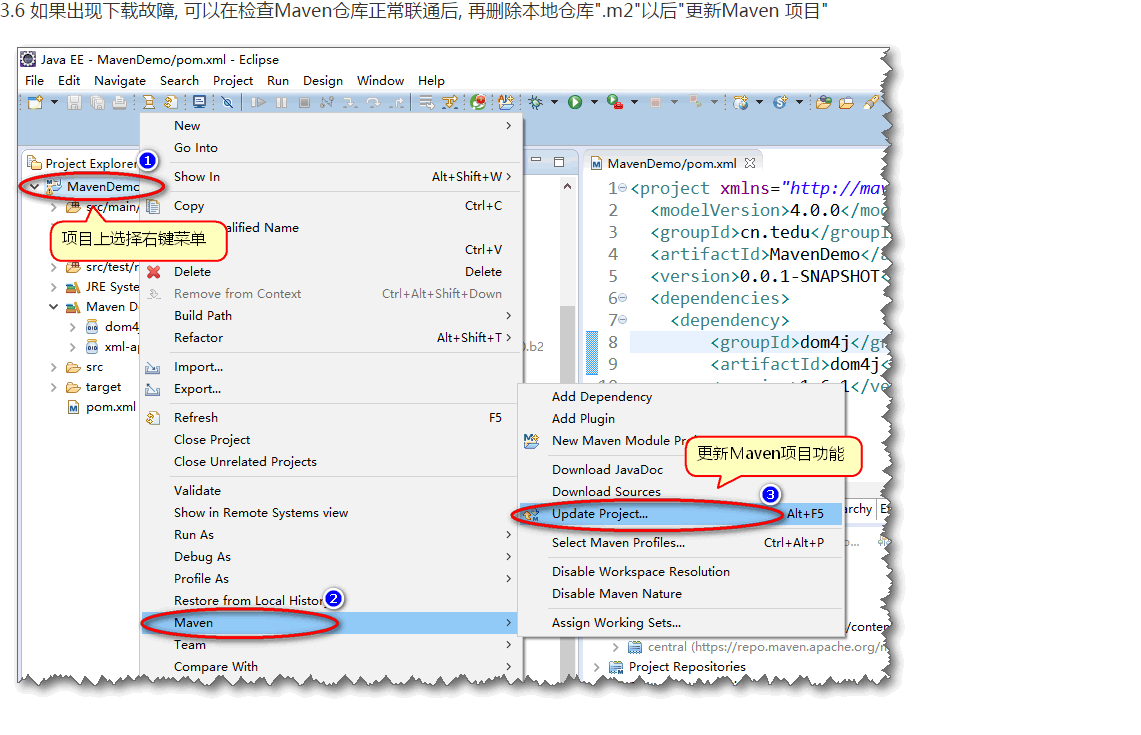 3.6 如果出现下载故障, 可以在检查Maven仓库正常联通后, 再删除本地仓库".m2"以后"更新Maven 项目"
Java EE - MavenDemo/pom.xml - Eclipse
File Edit Navigate Search Project Run Design Window Help
New
Go Into
Project Explorer
1
Show In Alt+Shift+W
MavenDemo
src/main/
Copy Ctrl+C
alified Name
项目上选择右键菜单
Ctrl+V
src/test/r
Delete Delete
JRE Syste
Remove from Context Ctrl+Alt+Shift+Down
Maven D
Build Path
dom4
Refactor Alt+Shift+T
xml-a
.b2
src
Import...
target
Export...
pom.xml
Refresh F5
Close Project
Close Unrelated Projects
Validate
Show in Remote Systems view
Run As
Debug As
Profile As
Restore from Local History
2
Maven
Team
Compare With
MavenDemo/pom.xml
1 <project xmlns="http://mav
2 <modelVersion>4.0.0</mod
3 <groupId>cn.tedu</groupI
4 <artifactId>MavenDemo</a
5 <version>0.0.1-SNAPSHOT<
6 <dependencies>
7 <dependency>
8 <groupId>dom4j</gr
9 <artifactId>dom4j<
Add Dependency
Add Plugin
New Maven Module Pr
更新Maven项目功能
Download JavaDoc
Download Sources
3
Update Project... Alt+F5
archy
Select Maven Profiles... Ctrl+Alt+P
Disable Workspace Resolution
Disable Maven Nature
Assign Working Sets...
/conten
central (https://repo.maven.apache.org/
Project Repositories